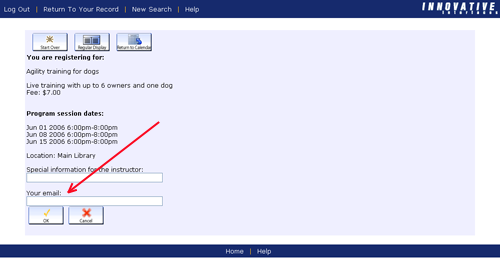 Log Out | Return To Your Record | New Search | Help
INNOVATIVE
interfaces
Start Over Regular Display Return to Calendar
You are registering for:
Agility training for dogs
Live training with up to 6 owners and one dog
Fee: $7.00
Program session dates:
Jun 01 2006 6:00pm-8:00pm
Jun 08 2006 6:00pm-8:00pm
Jun 15 2006 6:00pm-8:00pm
Location: Main Library
Special information for the instructor:
Your email:
OK Cancel
Home | Help